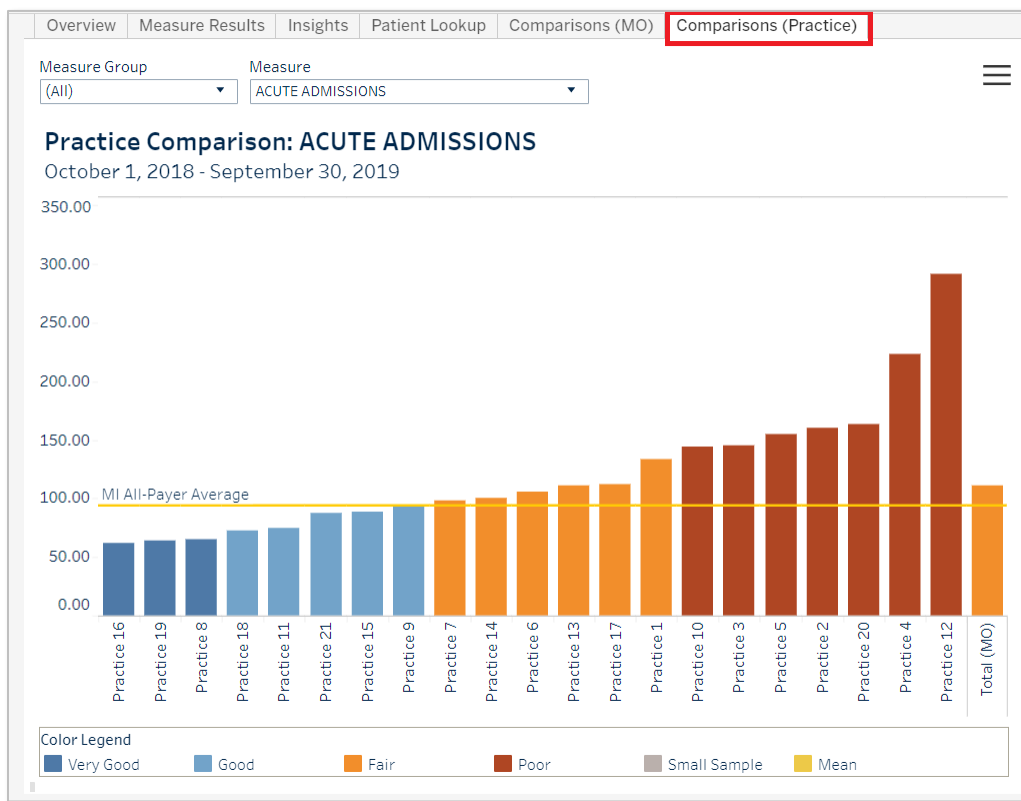 Overview Measure Results Insights Patient Lookup Comparisons (MO) Comparisons (Practice)
Measure Group Measure
(All) ACUTE ADMISSIONS
Practice Comparison: ACUTE ADMISSIONS
October 1, 2018 - September 30, 2019
350.00
300.00
250.00
200.00
150.00
100.00 MI All-Payer Average
50.00
0.00
Practice 16
Practice 19
Practice 8
Practice 18
Practice 11
Practice 21
Practice 15
Practice 9
Practice 7
Practice 14
Practice 6
Practice 13
Practice 17
Practice 1
Practice 10
Practice 3
Practice 5
Practice 2
Practice 20
Practice 4
Practice 12
Total (MO)
Color Legend
Very Good Good Fair Poor Small Sample Mean